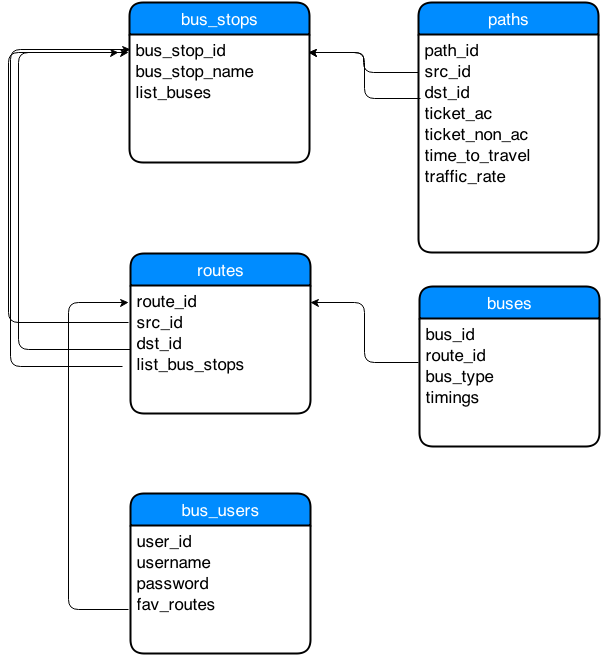 bus_stops
bus_stop_id
bus_stop_name
list_buses
paths
path_id
src_id
dst_id
ticket_ac
ticket_non_ac
time_to_travel
traffic_rate
routes
route_id
src_id
dst_id
list_bus_stops
buses
bus_id
route_id
bus_type
timings
bus_users
user_id
username
password
fav_routes